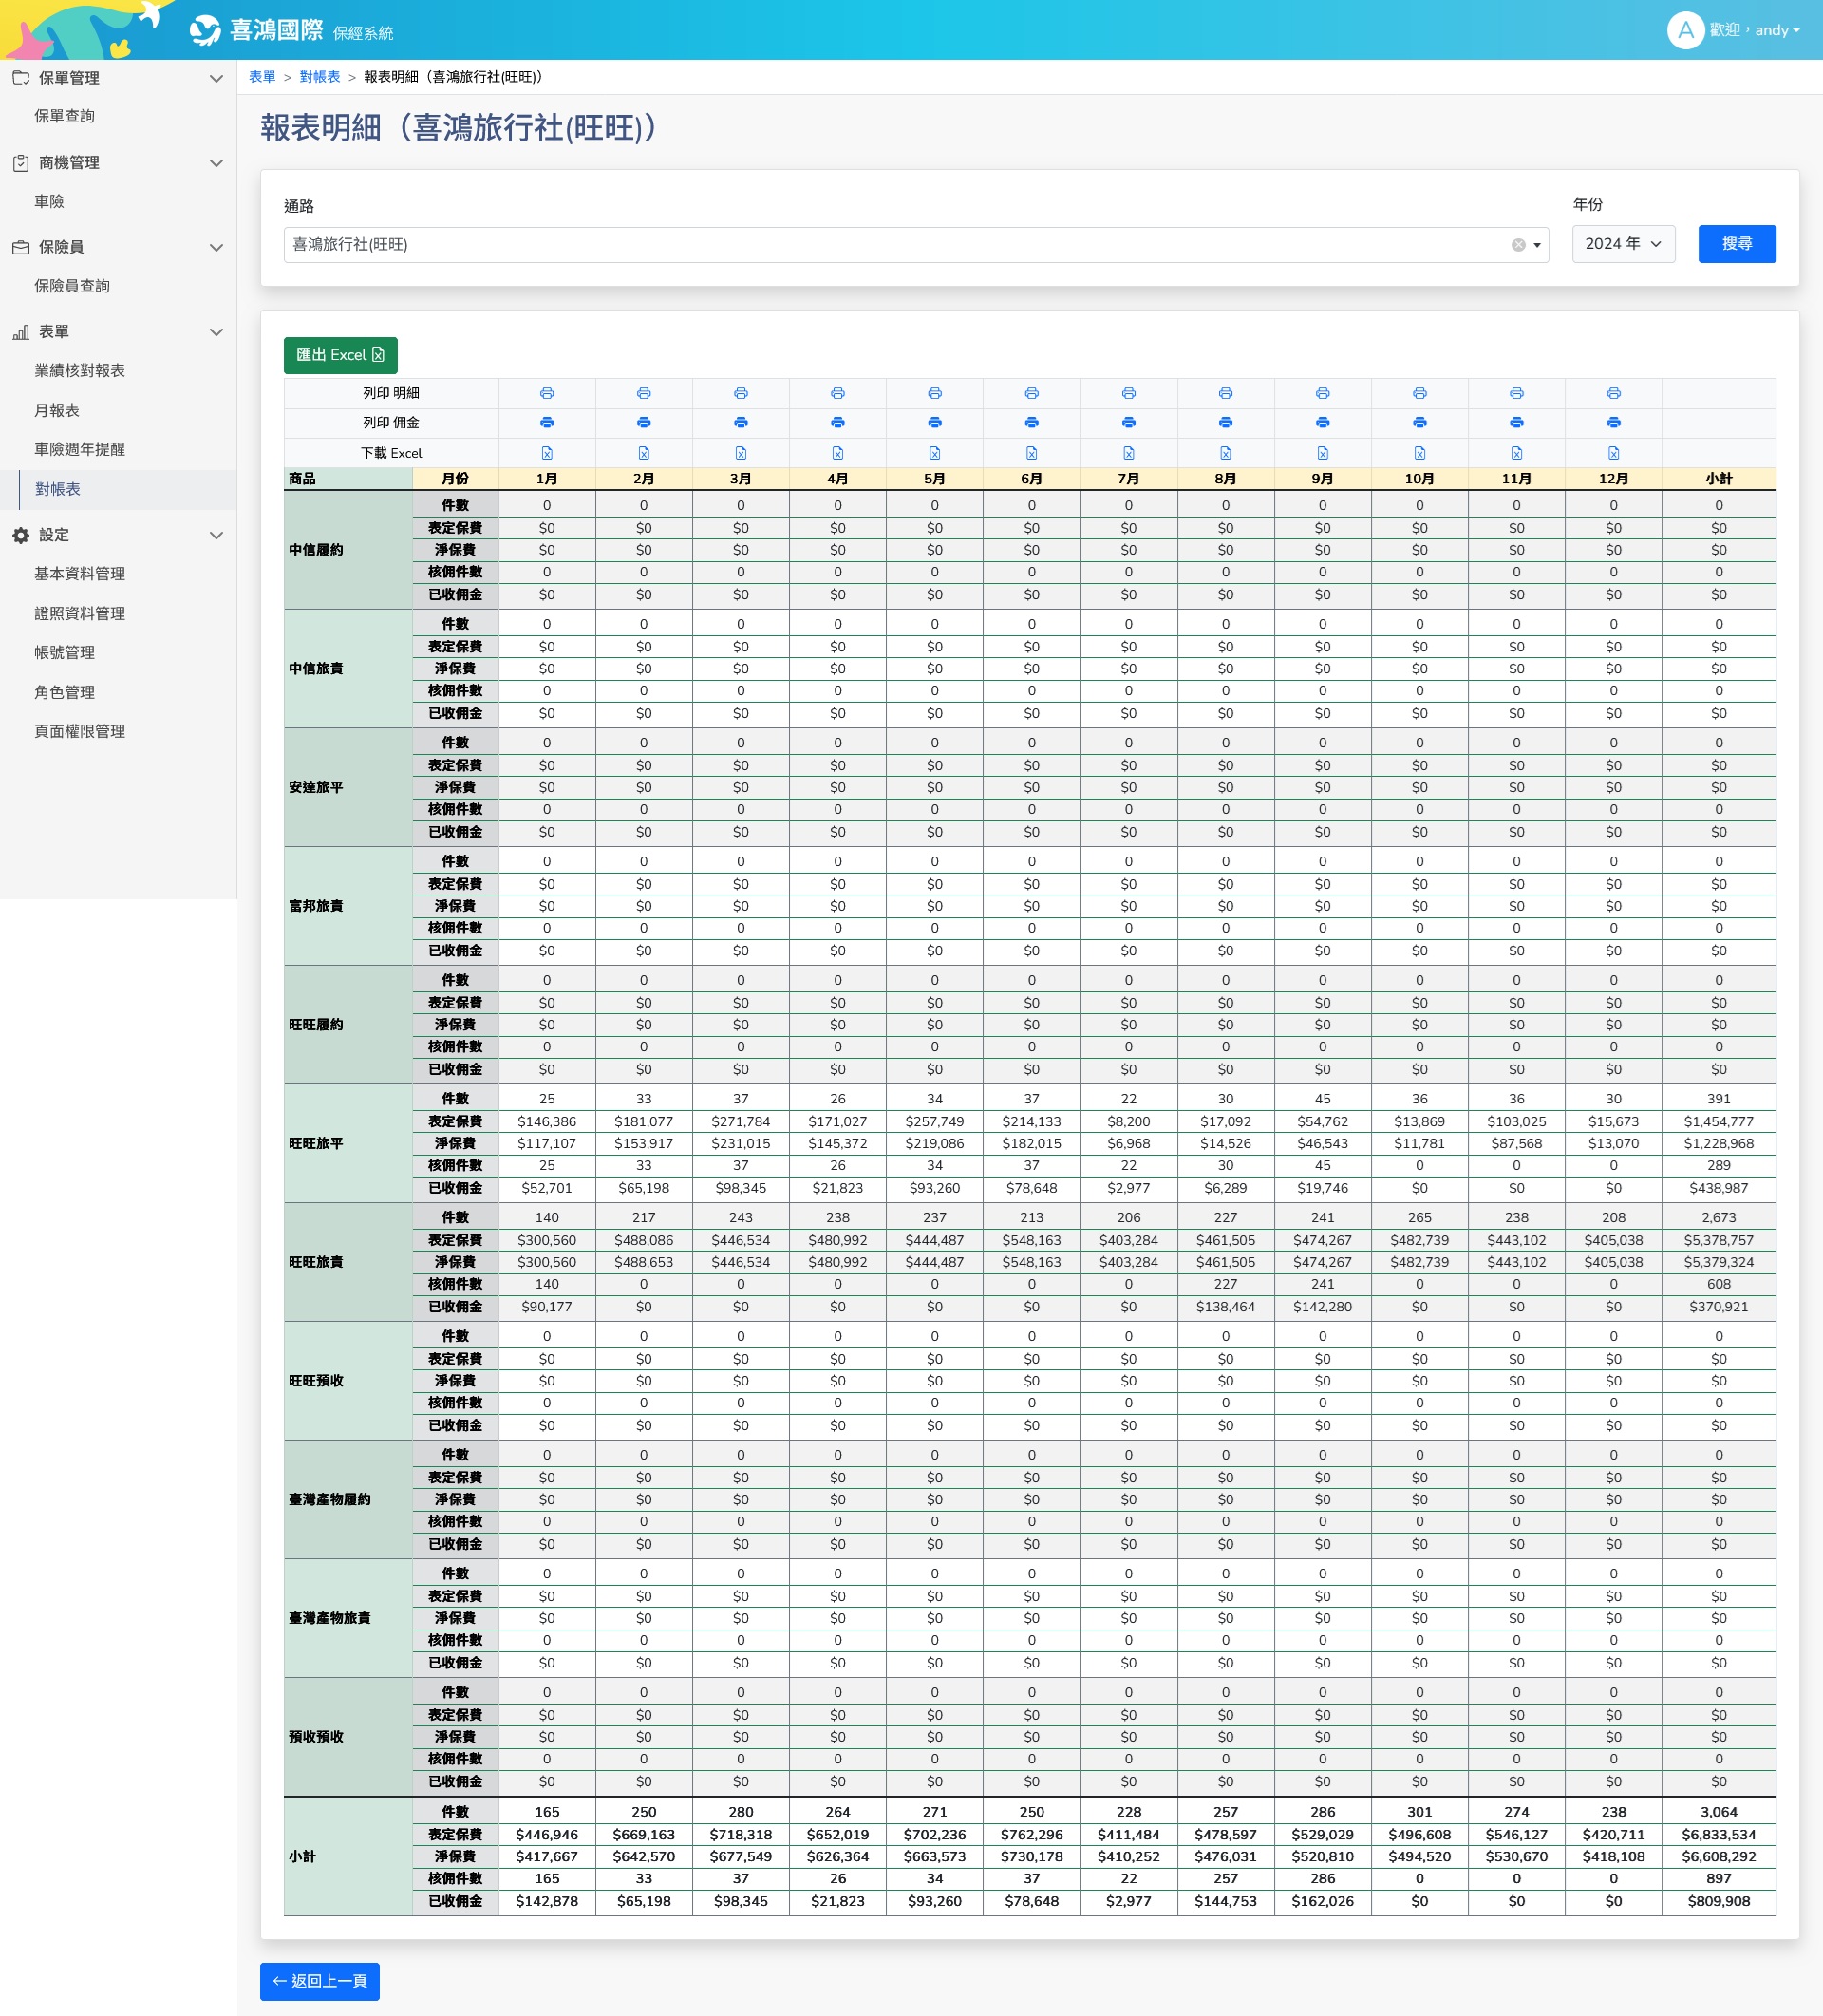 喜鴻國際 保經系統
A 歡迎，andy
保單管理
保單查詢
商機管理
車險
保險員
保險員查詢
表單
業績核對報表
月報表
車險週年提醒
對帳表
設定
基本資料管理
證照資料管理
帳號管理
角色管理
頁面權限管理
表單 > 對帳表 > 報表明細（喜鴻旅行社(旺旺)）
報表明細（喜鴻旅行社(旺旺)）
通路 年份
喜鴻旅行社(旺旺) 2024 年 搜尋
匯出 Excel
列印 明細
列印 佣金
下載 Excel
商品 月份 1月 2月 3月 4月 5月 6月 7月 8月 9月 10月 11月 12月 小計
中信履約
件數 0 0 0 0 0 0 0 0 0 0 0 0 0
表定保費 $0 $0 $0 $0 $0 $0 $0 $0 $0 $0 $0 $0 $0
淨保費 $0 $0 $0 $0 $0 $0 $0 $0 $0 $0 $0 $0 $0
核佣件數 0 0 0 0 0 0 0 0 0 0 0 0 0
已收佣金 $0 $0 $0 $0 $0 $0 $0 $0 $0 $0 $0 $0 $0
中信旅責
件數 0 0 0 0 0 0 0 0 0 0 0 0 0
表定保費 $0 $0 $0 $0 $0 $0 $0 $0 $0 $0 $0 $0 $0
淨保費 $0 $0 $0 $0 $0 $0 $0 $0 $0 $0 $0 $0 $0
核佣件數 0 0 0 0 0 0 0 0 0 0 0 0 0
已收佣金 $0 $0 $0 $0 $0 $0 $0 $0 $0 $0 $0 $0 $0
安達旅平
件數 0 0 0 0 0 0 0 0 0 0 0 0 0
表定保費 $0 $0 $0 $0 $0 $0 $0 $0 $0 $0 $0 $0 $0
淨保費 $0 $0 $0 $0 $0 $0 $0 $0 $0 $0 $0 $0 $0
核佣件數 0 0 0 0 0 0 0 0 0 0 0 0 0
已收佣金 $0 $0 $0 $0 $0 $0 $0 $0 $0 $0 $0 $0 $0
富邦旅責
件數 0 0 0 0 0 0 0 0 0 0 0 0 0
表定保費 $0 $0 $0 $0 $0 $0 $0 $0 $0 $0 $0 $0 $0
淨保費 $0 $0 $0 $0 $0 $0 $0 $0 $0 $0 $0 $0 $0
核佣件數 0 0 0 0 0 0 0 0 0 0 0 0 0
已收佣金 $0 $0 $0 $0 $0 $0 $0 $0 $0 $0 $0 $0 $0
旺旺履約
件數 0 0 0 0 0 0 0 0 0 0 0 0 0
表定保費 $0 $0 $0 $0 $0 $0 $0 $0 $0 $0 $0 $0 $0
淨保費 $0 $0 $0 $0 $0 $0 $0 $0 $0 $0 $0 $0 $0
核佣件數 0 0 0 0 0 0 0 0 0 0 0 0 0
已收佣金 $0 $0 $0 $0 $0 $0 $0 $0 $0 $0 $0 $0 $0
旺旺旅平
件數 25 33 37 26 34 37 22 30 45 36 36 30 391
表定保費 $146,386 $181,077 $271,784 $171,027 $257,749 $214,133 $8,200 $17,092 $54,762 $13,869 $103,025 $15,673 $1,454,777
淨保費 $117,107 $153,917 $231,015 $145,372 $219,086 $182,015 $6,968 $14,526 $46,543 $11,781 $87,568 $13,070 $1,228,968
核佣件數 25 33 37 26 34 37 22 30 45 0 0 0 289
已收佣金 $52,701 $65,198 $98,345 $21,823 $93,260 $78,648 $2,977 $6,289 $19,746 $0 $0 $0 $438,987
旺旺旅責
件數 140 217 243 238 237 213 206 227 241 265 238 208 2,673
表定保費 $300,560 $488,086 $446,534 $480,992 $444,487 $548,163 $403,284 $461,505 $474,267 $482,739 $443,102 $405,038 $5,378,757
淨保費 $300,560 $488,653 $446,534 $480,992 $444,487 $548,163 $403,284 $461,505 $474,267 $482,739 $443,102 $405,038 $5,379,324
核佣件數 140 0 0 0 0 0 0 227 241 0 0 0 608
已收佣金 $90,177 $0 $0 $0 $0 $0 $0 $138,464 $142,280 $0 $0 $0 $370,921
旺旺預收
件數 0 0 0 0 0 0 0 0 0 0 0 0 0
表定保費 $0 $0 $0 $0 $0 $0 $0 $0 $0 $0 $0 $0 $0
淨保費 $0 $0 $0 $0 $0 $0 $0 $0 $0 $0 $0 $0 $0
核佣件數 0 0 0 0 0 0 0 0 0 0 0 0 0
已收佣金 $0 $0 $0 $0 $0 $0 $0 $0 $0 $0 $0 $0 $0
臺灣產物履約
件數 0 0 0 0 0 0 0 0 0 0 0 0 0
表定保費 $0 $0 $0 $0 $0 $0 $0 $0 $0 $0 $0 $0 $0
淨保費 $0 $0 $0 $0 $0 $0 $0 $0 $0 $0 $0 $0 $0
核佣件數 0 0 0 0 0 0 0 0 0 0 0 0 0
已收佣金 $0 $0 $0 $0 $0 $0 $0 $0 $0 $0 $0 $0 $0
臺灣產物旅責
件數 0 0 0 0 0 0 0 0 0 0 0 0 0
表定保費 $0 $0 $0 $0 $0 $0 $0 $0 $0 $0 $0 $0 $0
淨保費 $0 $0 $0 $0 $0 $0 $0 $0 $0 $0 $0 $0 $0
核佣件數 0 0 0 0 0 0 0 0 0 0 0 0 0
已收佣金 $0 $0 $0 $0 $0 $0 $0 $0 $0 $0 $0 $0 $0
預收預收
件數 0 0 0 0 0 0 0 0 0 0 0 0 0
表定保費 $0 $0 $0 $0 $0 $0 $0 $0 $0 $0 $0 $0 $0
淨保費 $0 $0 $0 $0 $0 $0 $0 $0 $0 $0 $0 $0 $0
核佣件數 0 0 0 0 0 0 0 0 0 0 0 0 0
已收佣金 $0 $0 $0 $0 $0 $0 $0 $0 $0 $0 $0 $0 $0
小計
件數 165 250 280 264 271 250 228 257 286 301 274 238 3,064
表定保費 $446,946 $669,163 $718,318 $652,019 $702,236 $762,296 $411,484 $478,597 $529,029 $496,608 $546,127 $420,711 $6,833,534
淨保費 $417,667 $642,570 $677,549 $626,364 $663,573 $730,178 $410,252 $476,031 $520,810 $494,520 $530,670 $418,108 $6,608,292
核佣件數 165 33 37 26 34 37 22 257 286 0 0 0 897
已收佣金 $142,878 $65,198 $98,345 $21,823 $93,260 $78,648 $2,977 $144,753 $162,026 $0 $0 $0 $809,908
← 返回上一頁